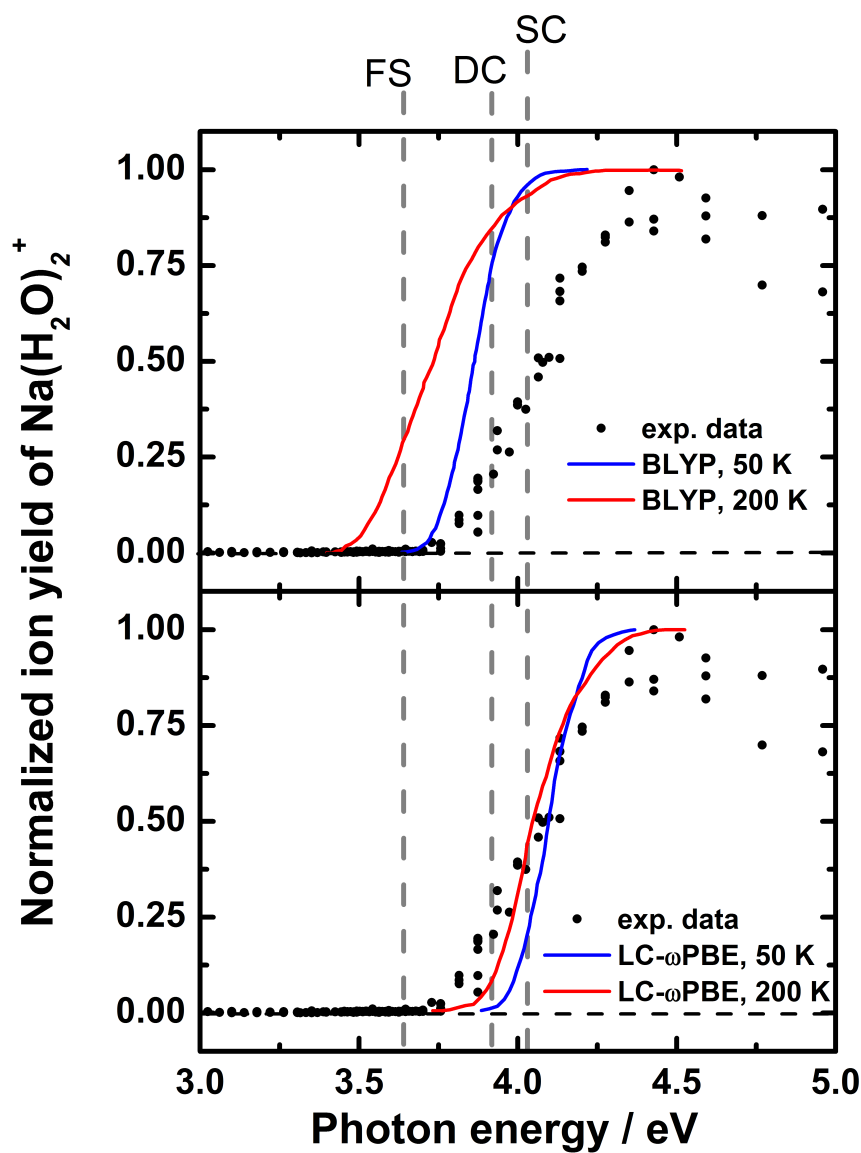 SC
FS DC
1.00
0.75
0.50
0.25
0.00
exp. data
BLYP, 50 K
BLYP, 200 K
1.00
0.75
0.50
0.25
0.00
exp. data
LC-ωPBE, 50 K
LC-ωPBE, 200 K
3.0 3.5 4.0 4.5 5.0
Photon energy / eV
Normalized ion yield of Na(H₂O)₂⁺